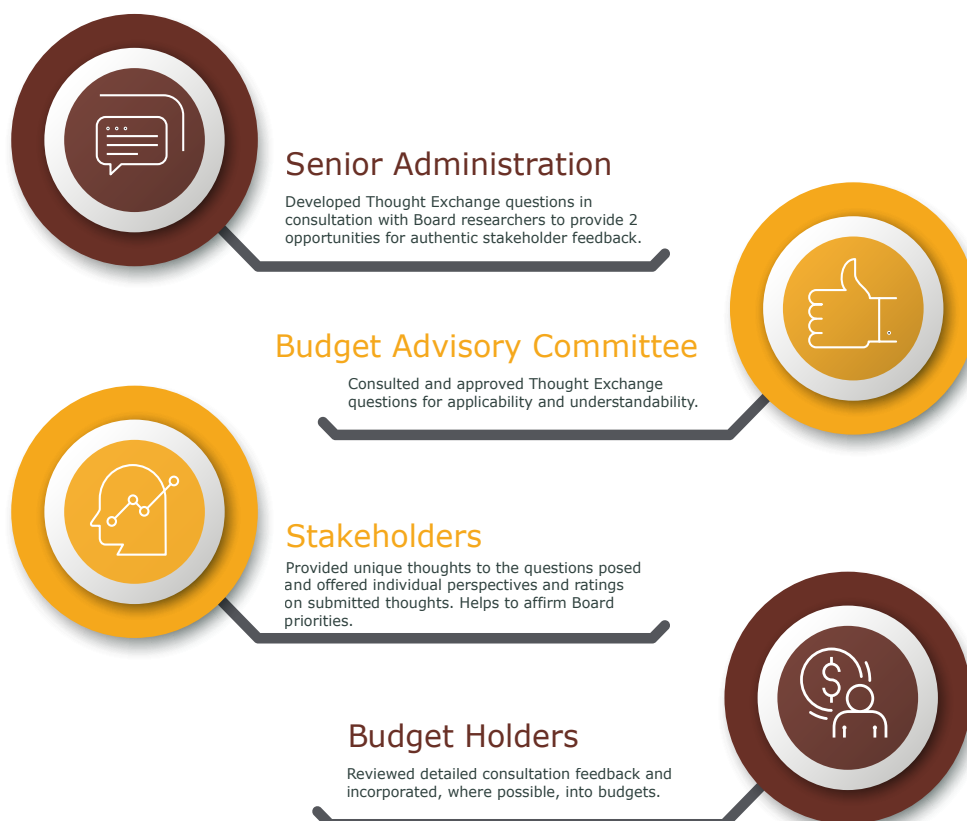 Senior Administration
Developed Thought Exchange questions in
consultation with Board researchers to provide 2
opportunities for authentic stakeholder feedback.
Budget Advisory Committee
Consulted and approved Thought Exchange
questions for applicability and understandability.
Stakeholders
Provided unique thoughts to the questions posed
and offered individual perspectives and ratings
on submitted thoughts. Helps to affirm Board
priorities.
Budget Holders
Reviewed detailed consultation feedback and
incorporated, where possible, into budgets.